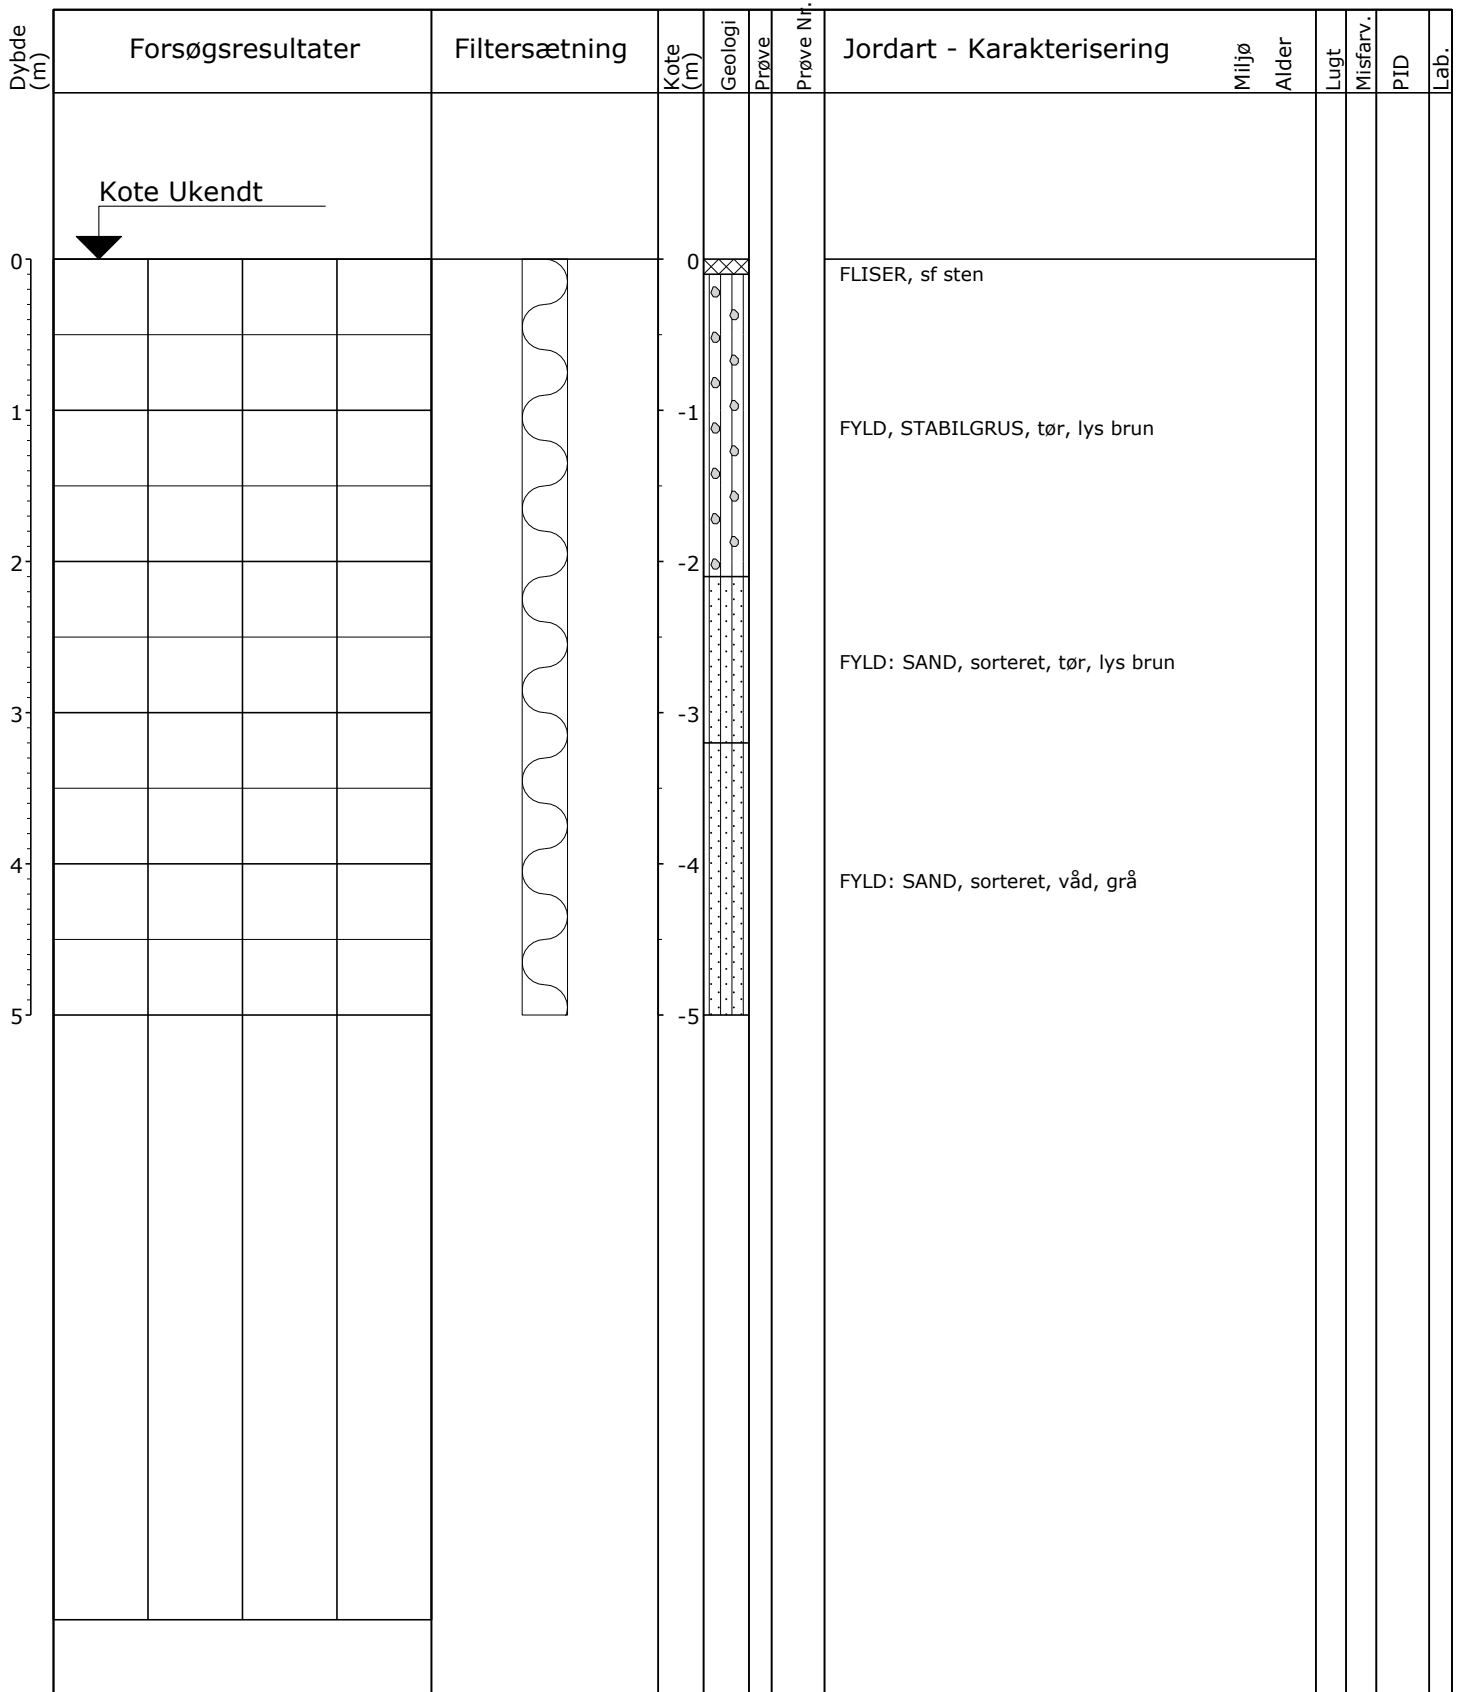 Dybde
(m)
Forsøgsresultater
Filtersætning
Kote
(m)
Geologi
Prøve
Prøve Nr.
Jordart - Karakterisering
Miljø
Alder
Lugt
Misfarv.
PID
Lab.
Kote Ukendt
0
0
FLISER, sf sten
1
-1
FYLD, STABILGRUS, tør, lys brun
2
-2
FYLD: SAND, sorteret, tør, lys brun
3
-3
4
-4
FYLD: SAND, sorteret, våd, grå
5
-5